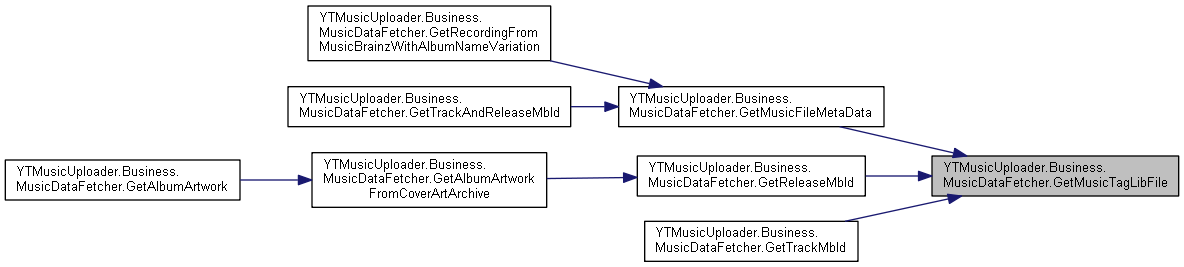 YTMusicUploader.Business.
MusicDataFetcher.GetRecordingFrom
MusicBrainzWithAlbumNameVariation
YTMusicUploader.Business.
MusicDataFetcher.GetTrackAndReleaseMbId
YTMusicUploader.Business.
MusicDataFetcher.GetMusicFileMetaData
YTMusicUploader.Business.
MusicDataFetcher.GetAlbumArtwork
YTMusicUploader.Business.
MusicDataFetcher.GetAlbumArtwork
FromCoverArtArchive
YTMusicUploader.Business.
MusicDataFetcher.GetReleaseMbId
YTMusicUploader.Business.
MusicDataFetcher.GetMusicTagLibFile
YTMusicUploader.Business.
MusicDataFetcher.GetTrackMbId